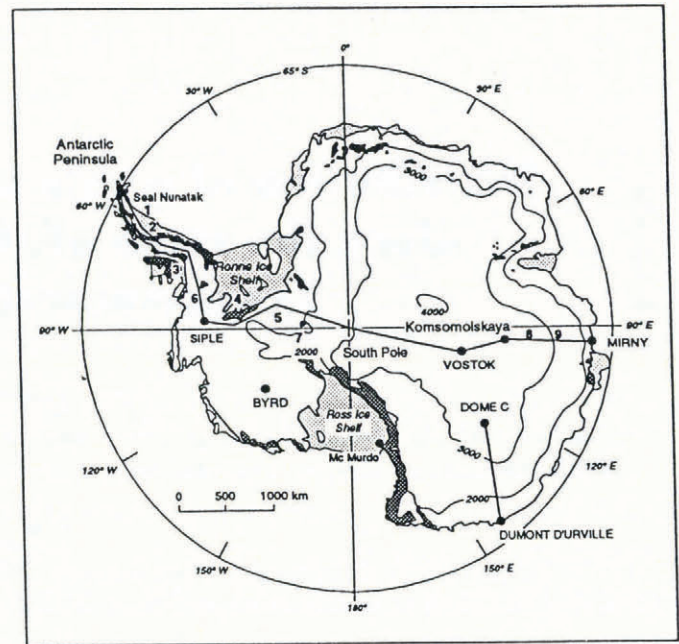 0°
65° S
30° W
30° E
Antarctic
Peninsula
60° W
Seal Nunatak
1
2
3
Ronne Ice
Shelf
4
6
5
7
3000
60° E
4000
90° W
SIPLE
2000
South Pole
Komsomolskaya
8
9
90° E
MIRNY
VOSTOK
BYRD
DOME C
Ross Ice
Shelf
Mc Murdo
3000
2000
120° W
120° E
0 500 1000 km
DUMONT D'URVILLE
150° W
150° E
180°